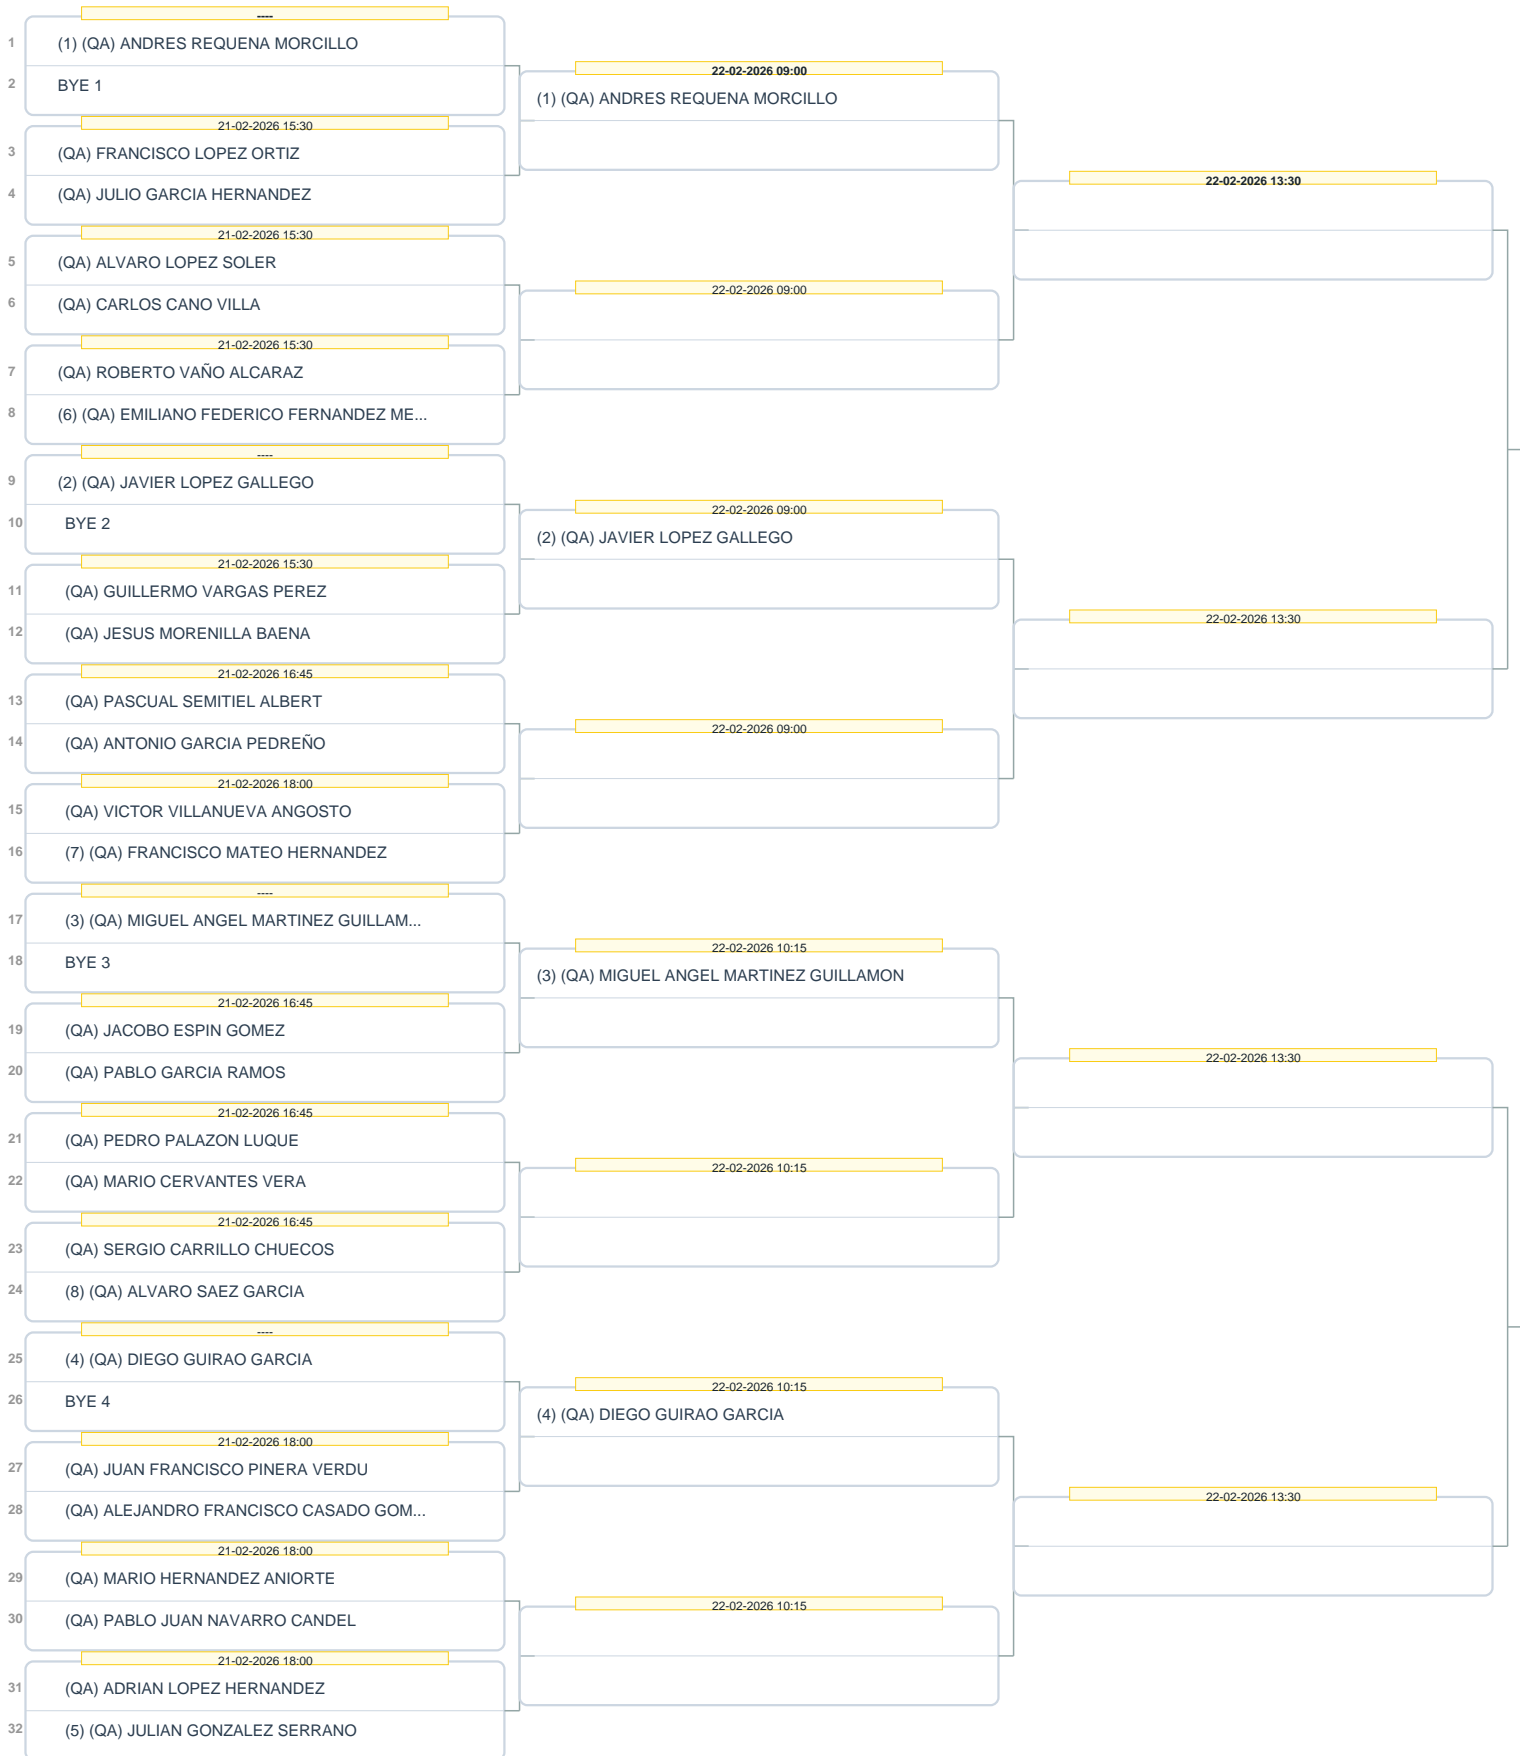 ----
1 (1) (QA) ANDRES REQUENA MORCILLO
2 BYE 1
21-02-2026 15:30
3 (QA) FRANCISCO LOPEZ ORTIZ
4 (QA) JULIO GARCIA HERNANDEZ
21-02-2026 15:30
5 (QA) ALVARO LOPEZ SOLER
6 (QA) CARLOS CANO VILLA
21-02-2026 15:30
7 (QA) ROBERTO VAÑO ALCARAZ
8 (6) (QA) EMILIANO FEDERICO FERNANDEZ ME...
----
9 (2) (QA) JAVIER LOPEZ GALLEGO
10 BYE 2
21-02-2026 15:30
11 (QA) GUILLERMO VARGAS PEREZ
12 (QA) JESUS MORENILLA BAENA
21-02-2026 16:45
13 (QA) PASCUAL SEMITIEL ALBERT
14 (QA) ANTONIO GARCIA PEDREÑO
21-02-2026 18:00
15 (QA) VICTOR VILLANUEVA ANGOSTO
16 (7) (QA) FRANCISCO MATEO HERNANDEZ
----
17 (3) (QA) MIGUEL ANGEL MARTINEZ GUILLAM...
18 BYE 3
21-02-2026 16:45
19 (QA) JACOBO ESPIN GOMEZ
20 (QA) PABLO GARCIA RAMOS
21-02-2026 16:45
21 (QA) PEDRO PALAZON LUQUE
22 (QA) MARIO CERVANTES VERA
21-02-2026 16:45
23 (QA) SERGIO CARRILLO CHUECOS
24 (8) (QA) ALVARO SAEZ GARCIA
----
25 (4) (QA) DIEGO GUIRAO GARCIA
26 BYE 4
21-02-2026 18:00
27 (QA) JUAN FRANCISCO PINERA VERDU
28 (QA) ALEJANDRO FRANCISCO CASADO GOM...
21-02-2026 18:00
29 (QA) MARIO HERNANDEZ ANIORTE
30 (QA) PABLO JUAN NAVARRO CANDEL
21-02-2026 18:00
31 (QA) ADRIAN LOPEZ HERNANDEZ
32 (5) (QA) JULIAN GONZALEZ SERRANO
22-02-2026 09:00
(1) (QA) ANDRES REQUENA MORCILLO
22-02-2026 09:00
22-02-2026 09:00
(2) (QA) JAVIER LOPEZ GALLEGO
22-02-2026 09:00
22-02-2026 10:15
(3) (QA) MIGUEL ANGEL MARTINEZ GUILLAMON
22-02-2026 10:15
22-02-2026 10:15
(4) (QA) DIEGO GUIRAO GARCIA
22-02-2026 10:15
22-02-2026 13:30
22-02-2026 13:30
22-02-2026 13:30
22-02-2026 13:30